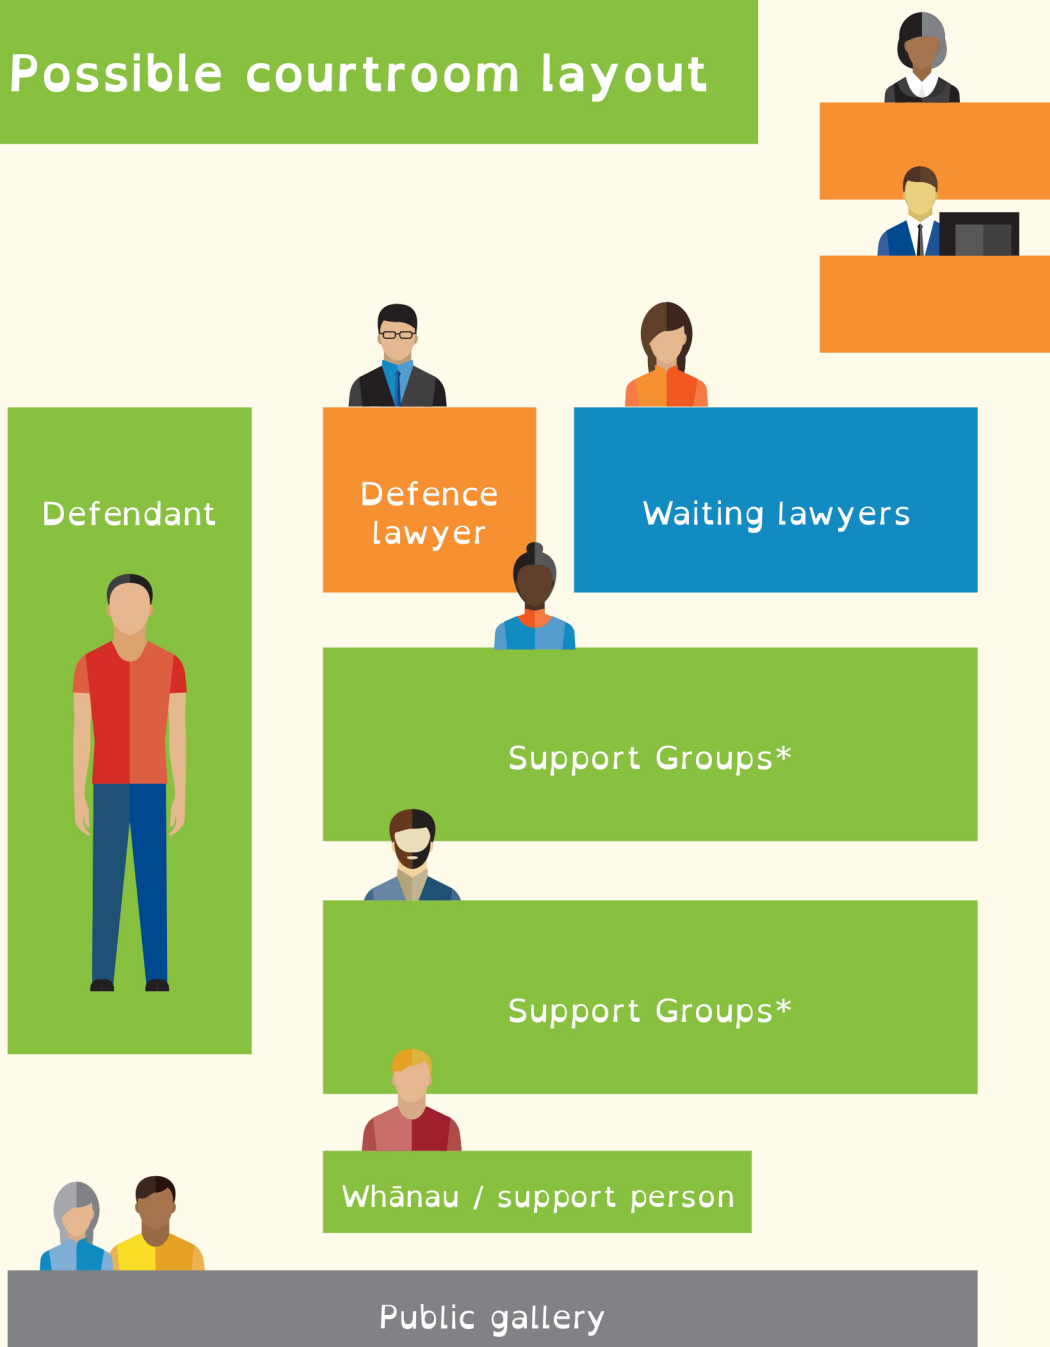 Possible courtroom layout
Defendant
Defence
lawyer
Waiting lawyers
Support Groups*
Support Groups*
Whānau / support person
Public gallery